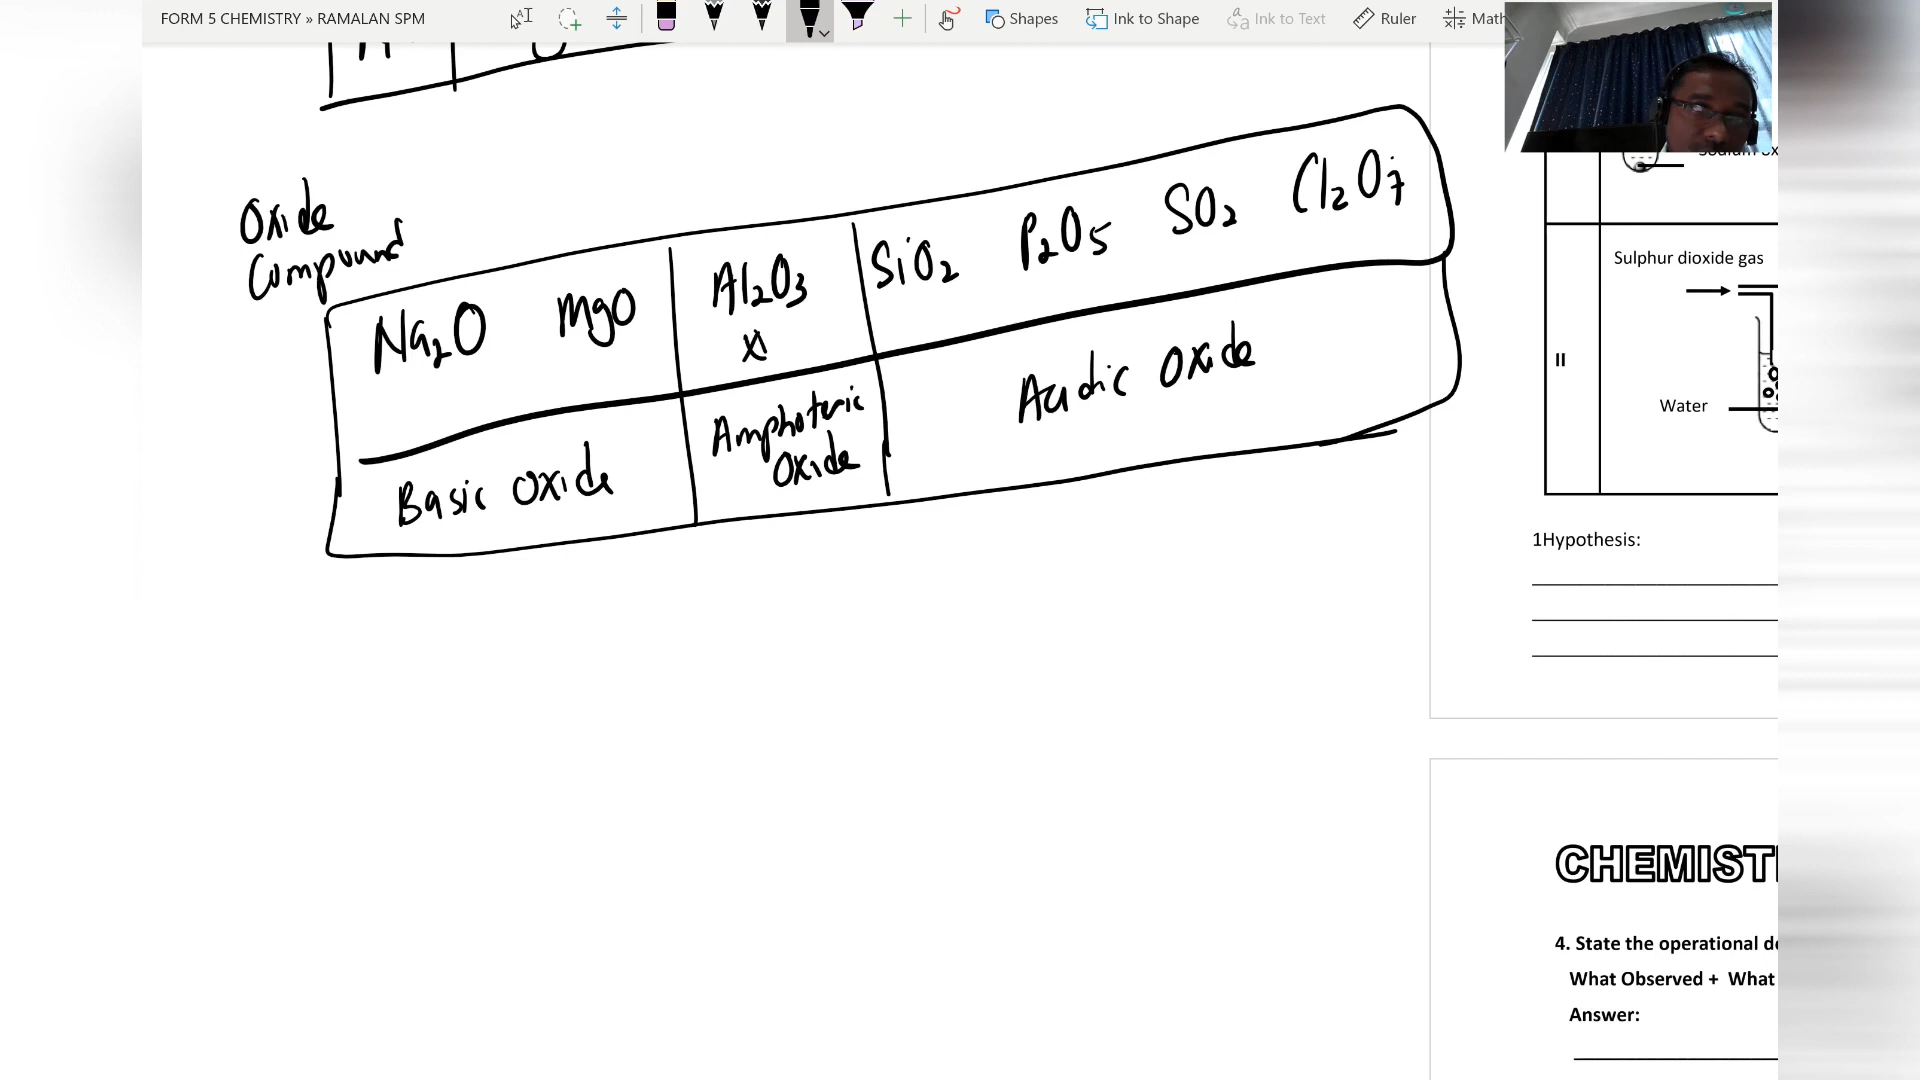 FORM 5 CHEMISTRY » RAMALAN SPM
Shapes
Ink to Shape
Ink to Text
Ruler
Math
Oxide
Compound
Na₂O MgO Al₂O₃ SiO₂ P₂O₅ SO₂ Cl₂O₇
Basic Oxide
Amphoteric
Oxide
Acidic Oxide
Sulphur dioxide gas
II
Water
1Hypothesis:
CHEMIST
4. State the operational d
What Observed + What
Answer: